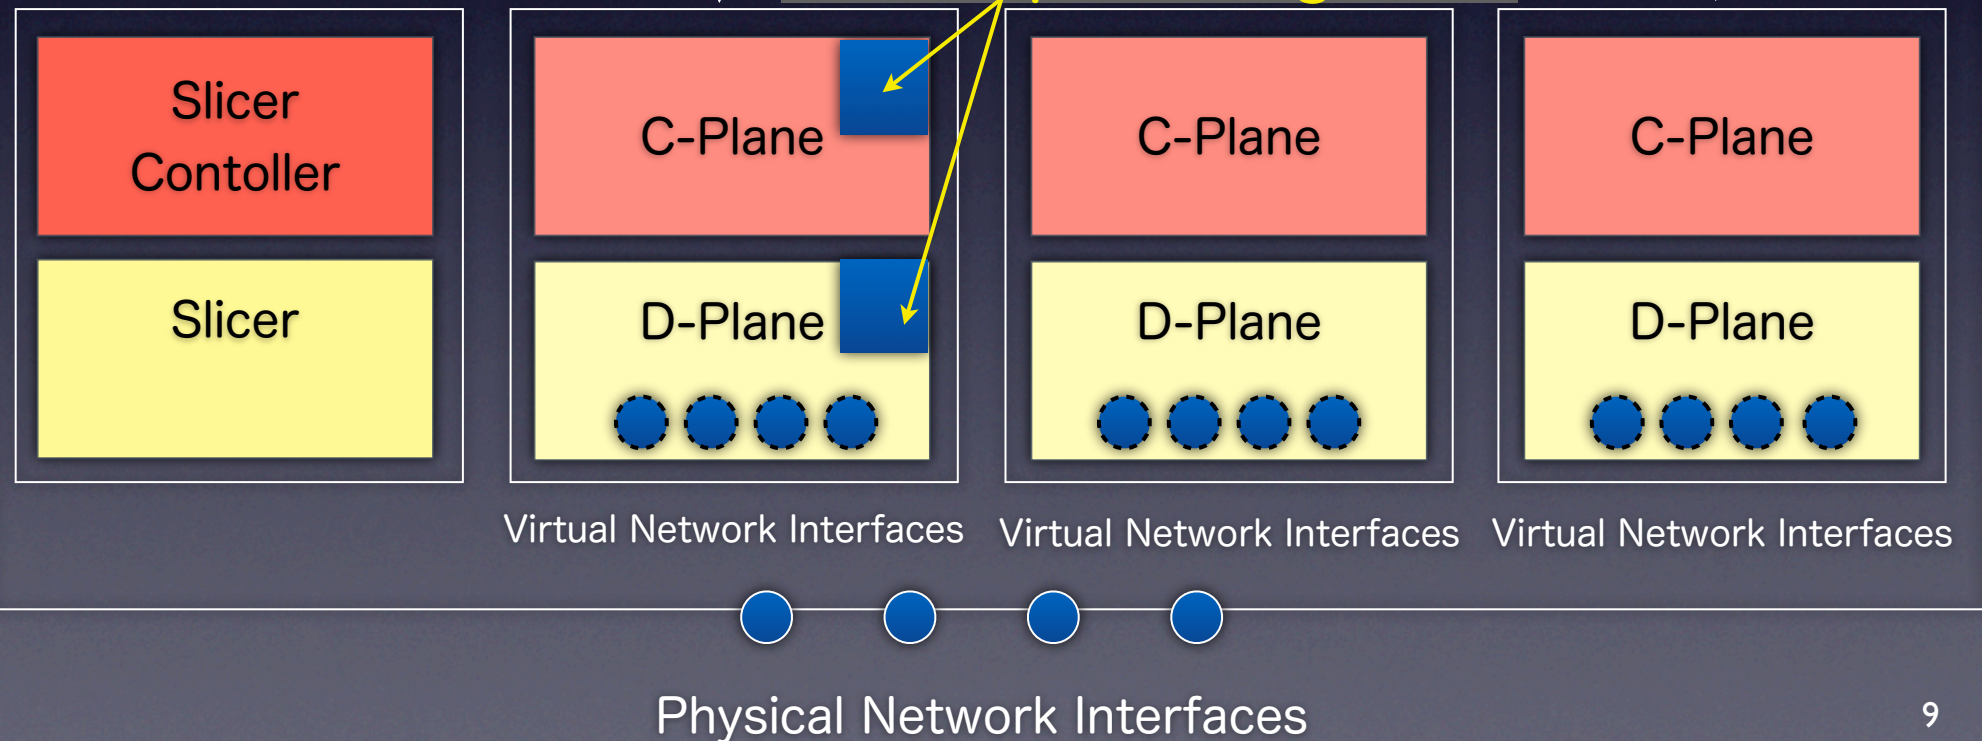 Slicer
Contoller
C-Plane
C-Plane
C-Plane
Slicer
D-Plane
D-Plane
D-Plane
Virtual Network Interfaces
Virtual Network Interfaces
Virtual Network Interfaces
Physical Network Interfaces
9